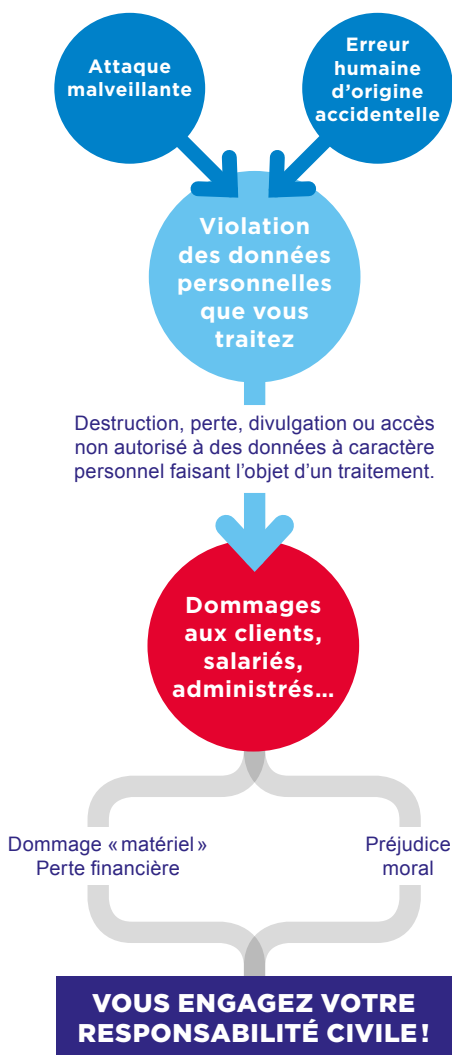 Attaque
malveillante
Erreur
humaine
d'origine
accidentelle
Violation
des données
personnelles
que vous
traitez
Destruction, perte, divulgation ou accès
non autorisé à des données à caractère
personnel faisant l'objet d'un traitement.
Dommages
aux clients,
salariés,
administrés...
Dommage « matériel »
Perte financière
Préjudice
moral
VOUS ENGAGEZ VOTRE
RESPONSABILITÉ CIVILE !